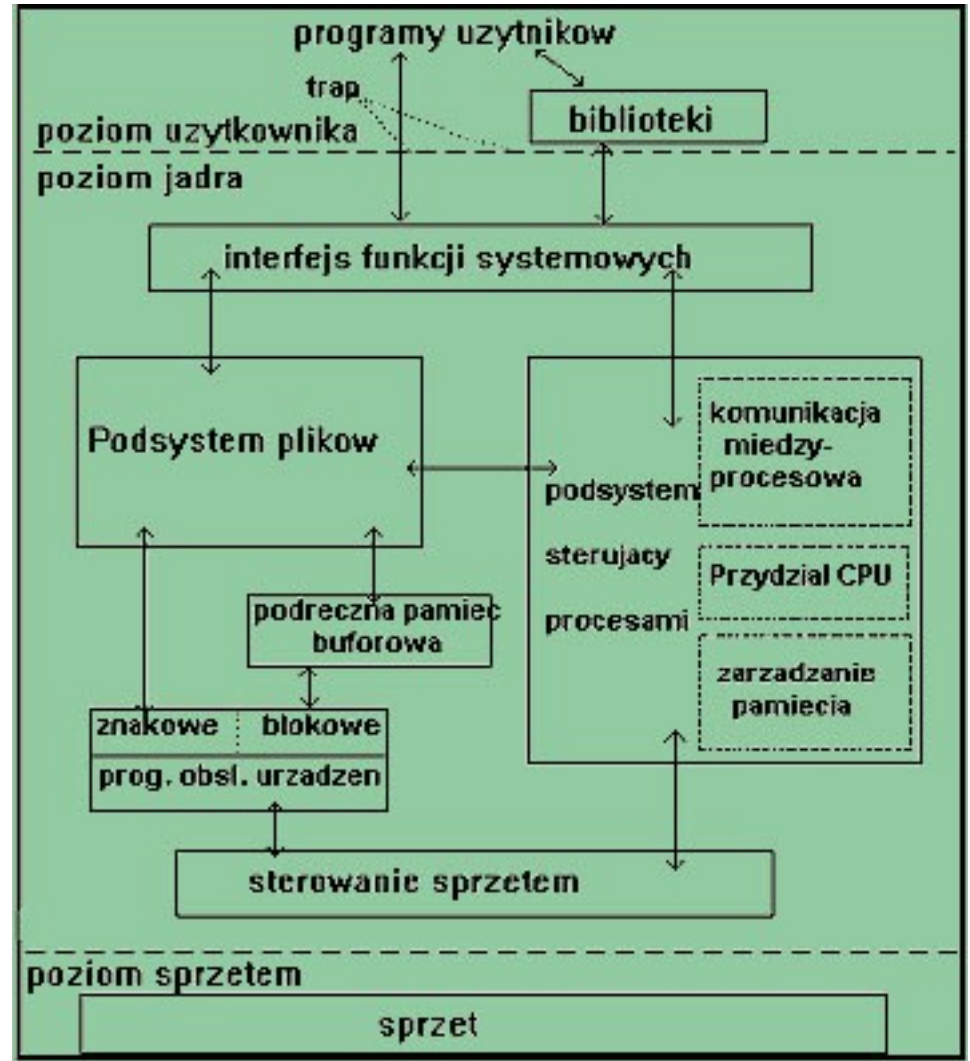 programy uzytnikow
trap
biblioteki
poziom uzytkownika
poziom jadra
interfejs funkcji systemowych
Podsystem plikow
podsystem
sterujacy
procesami
komunikacja
miedzy-
procesowa
Przydzial CPU
zarzadzanie
pamiecia
podreczna pamiec
buforowa
znakowe
blokowe
prog. obsl. urzadzen
sterowanie sprzetem
poziom sprzetem
sprzet